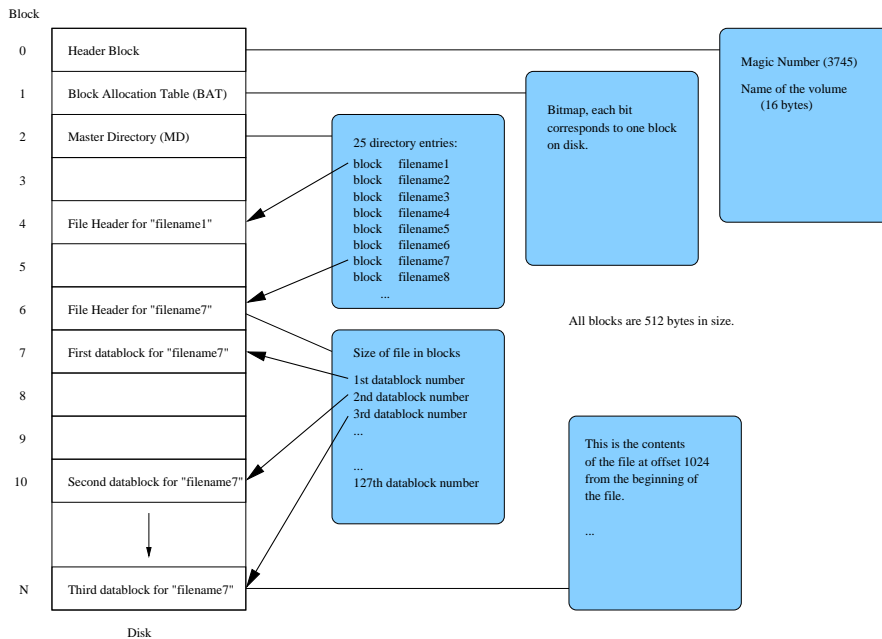 Block
0
Header Block
1
Block Allocation Table (BAT)
2
Master Directory (MD)
3
4
File Header for "filename1"
5
6
File Header for "filename7"
7
First datablock for "filename7"
8
9
10
Second datablock for "filename7"
N
Third datablock for "filename7"
Disk
25 directory entries:
block filename1
block filename2
block filename3
block filename4
block filename5
block filename6
block filename7
block filename8
...
Size of file in blocks
1st datablock number
2nd datablock number
3rd datablock number
...
...
127th datablock number
Bitmap, each bit
corresponds to one block
on disk.
Magic Number (3745)
Name of the volume
(16 bytes)
All blocks are 512 bytes in size.
This is the contents
of the file at offset 1024
from the beginning of
the file.
...